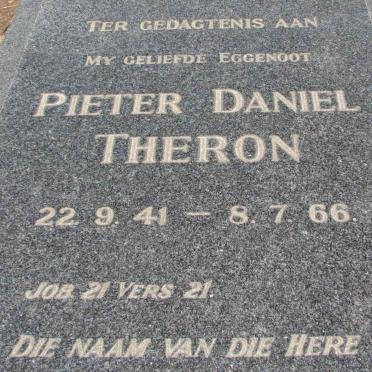 TER GEDAGTENIS AAN
MY GELIEFDE EGGENOOT
PIETER DANIEL
THERON
22. 9. 41 – 8. 7. 66.
JOB 21 VERS 21.
DIE NAAM VAN DIE HERE